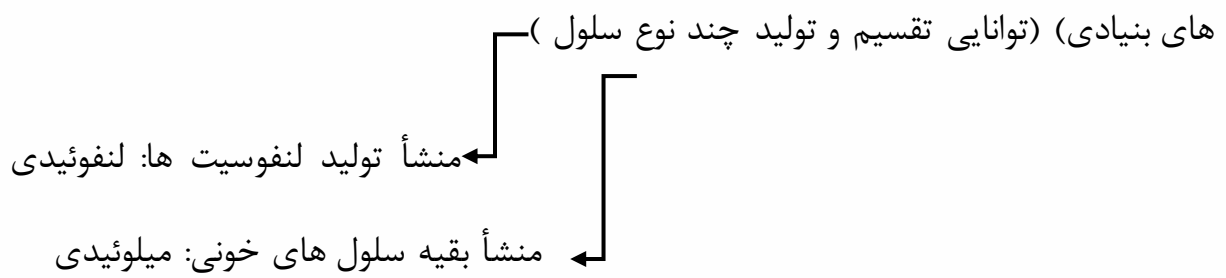 های بنیادی) (توانایی تقسیم و تولید چند نوع سلول )
منشأ تولید لنفوسیت ها: لنفوئیدی
منشأ بقیه سلول های خونی: میلوئیدی